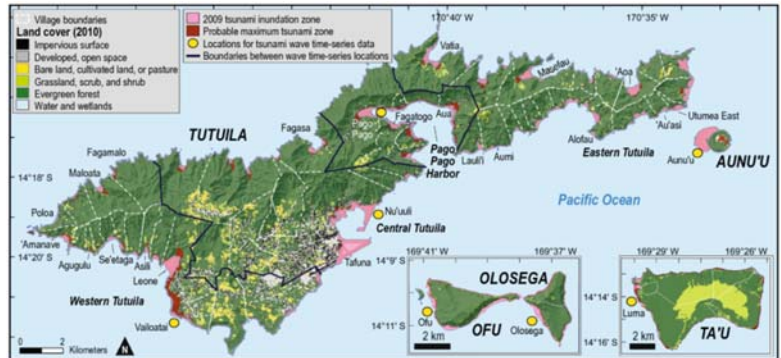 Village boundaries
Land cover (2010)
Impervious surface
Developed, open space
Bare land, cultivated land, or pasture
Grassland, scrub, and shrub
Evergreen forest
Water and wetlands
2009 tsunami inundation zone
Probable maximum tsunami zone
Locations for tsunami wave time-series data
Boundaries between wave time-series locations
170°40' W
170°35' W
Vatia
Masefau
'Aoa
Utumea East
'Au'asi
Alofau
Eastern Tutuila
Aunu'u
AUNU'U
TUTUILA
Fagasa
Pago
Pago
Fagatogo
Aua
Pago
Pago
Harbor
Lauli'i
Aumi
14°18' S
Fagamalo
Maloata
Poloa
'Amanave
14°20' S
Agugulu
Se'etaga
Asili
Leone
Western Tutuila
Vailoatai
Nu'uuli
Central Tutuila
Tafuna
Pacific Ocean
0
2
Kilometers
N
169°41' W
169°37' W
14°9' S
OLOSEGA
Ofu
OFU
Olosega
14°11' S
2 km
169°29' W
169°26' W
14°14' S
Luma
TA'U
14°16' S
2 km